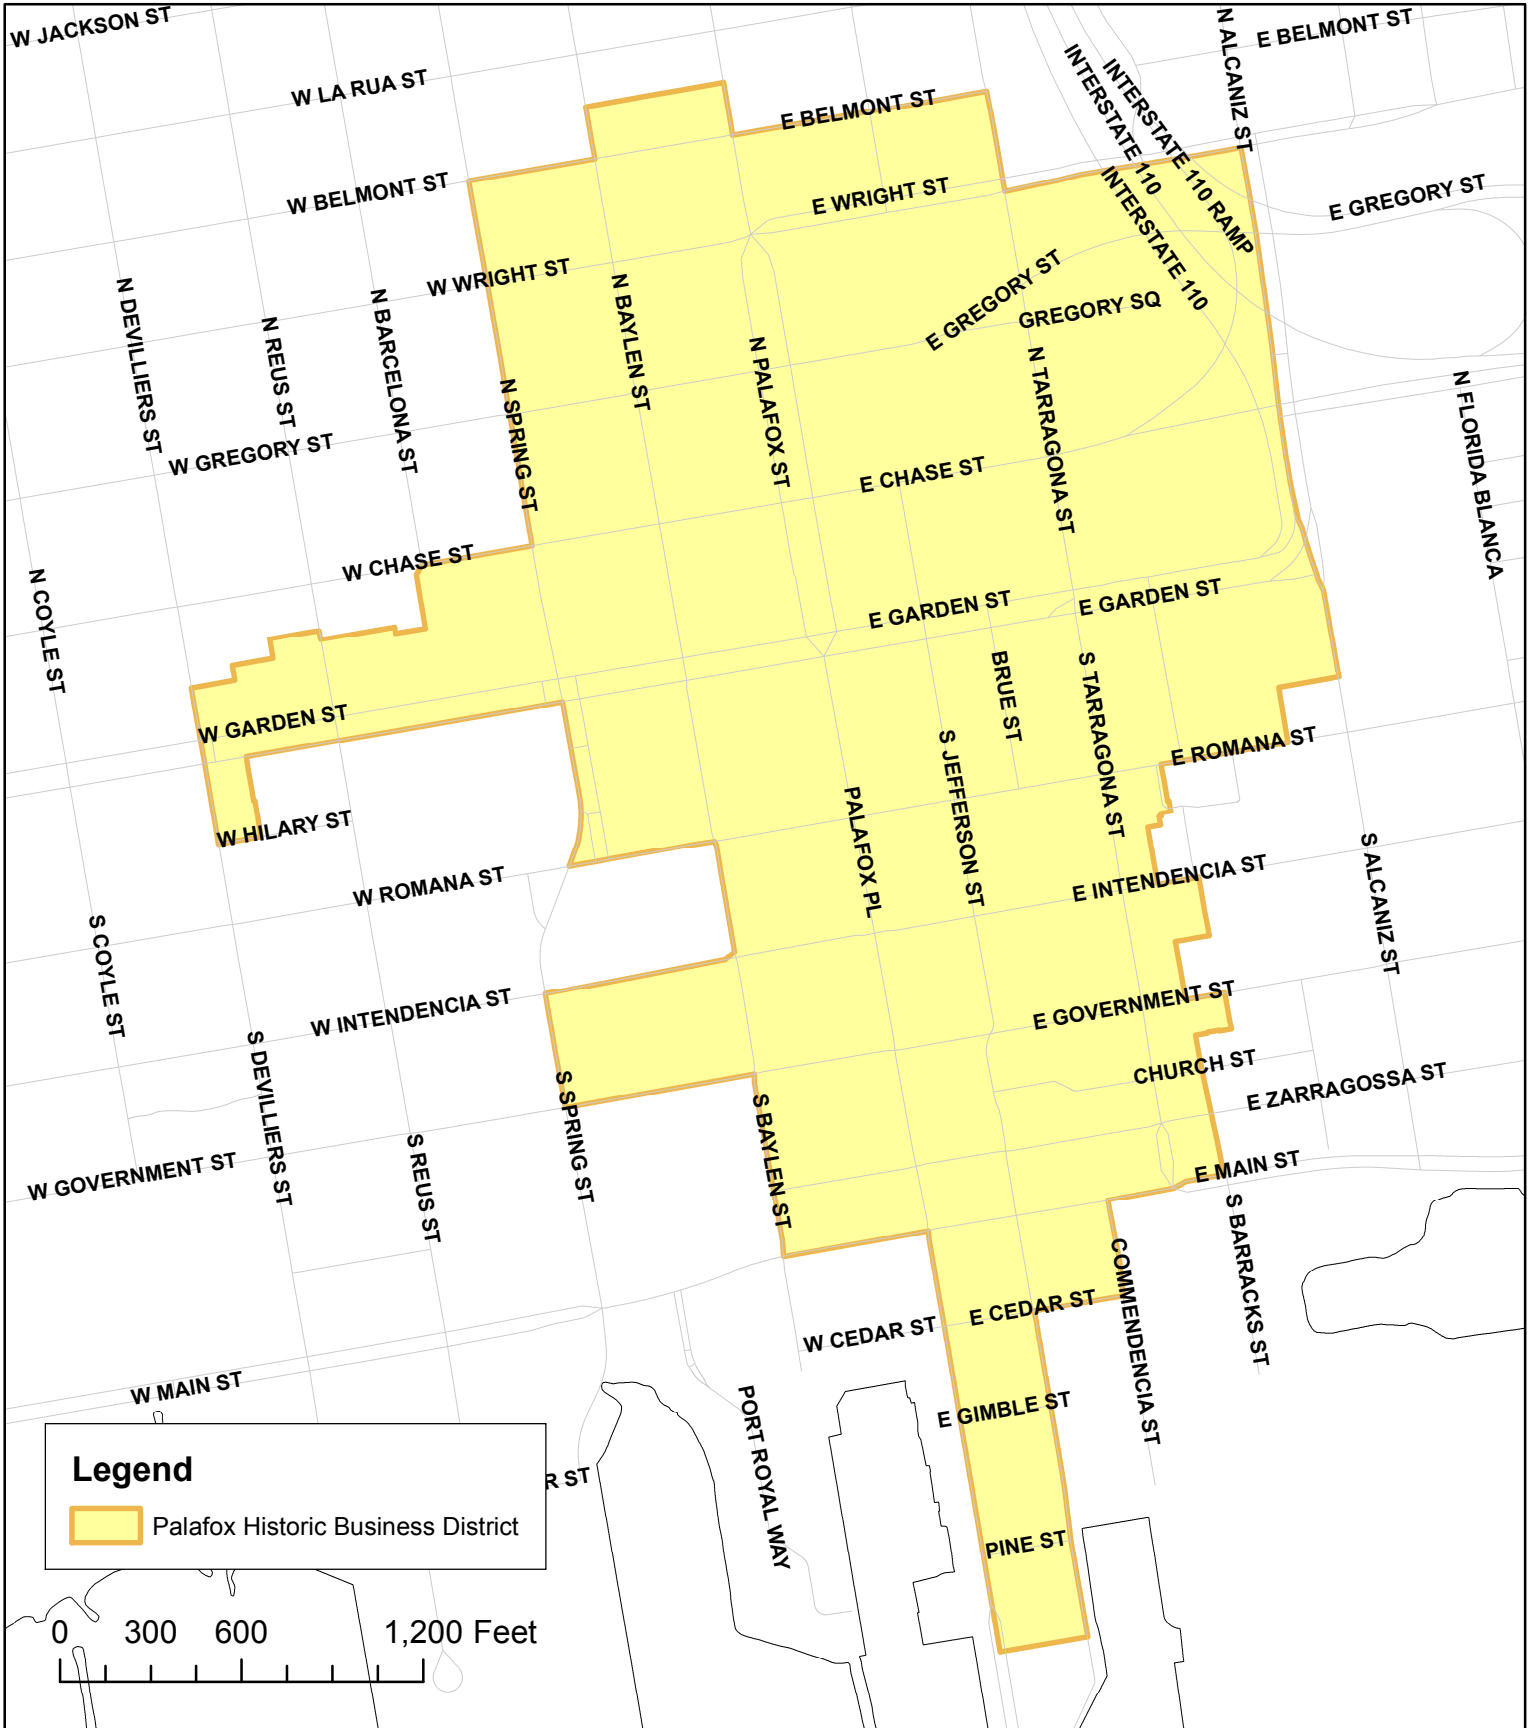 W JACKSON ST
W LA RUA ST
E BELMONT ST
N ALCANIZ ST
E BELMONT ST
INTERSTATE 110
INTERSTATE 110 RAMP
INTERSTATE 110
W BELMONT ST
E WRIGHT ST
E GREGORY ST
W WRIGHT ST
E GREGORY ST
GREGORY SQ
N DEVILLIERS ST
N REUS ST
N BARCELONA ST
N SPRING ST
N BAYLEN ST
N PALAFOX ST
N TARRAGONA ST
N FLORIDA BLANCA
W GREGORY ST
E CHASE ST
W CHASE ST
N COYLE ST
E GARDEN ST
E GARDEN ST
BRUE ST
S TARRAGONA ST
W GARDEN ST
S JEFFERSON ST
E ROMANA ST
PALAFOX PL
W HILARY ST
W ROMANA ST
E INTENDENCIA ST
S ALCANIZ ST
S COYLE ST
W INTENDENCIA ST
E GOVERNMENT ST
S DEVILLIERS ST
S SPRING ST
CHURCH ST
E ZARRAGOSSA ST
S BAYLEN ST
W GOVERNMENT ST
S REUS ST
E MAIN ST
S BARRACKS ST
COMMENDENCIA ST
E CEDAR ST
W CEDAR ST
W MAIN ST
PORT ROYAL WAY
E GIMBLE ST
R ST
PINE ST
Legend
Palafox Historic Business District
0 300 600 1,200 Feet